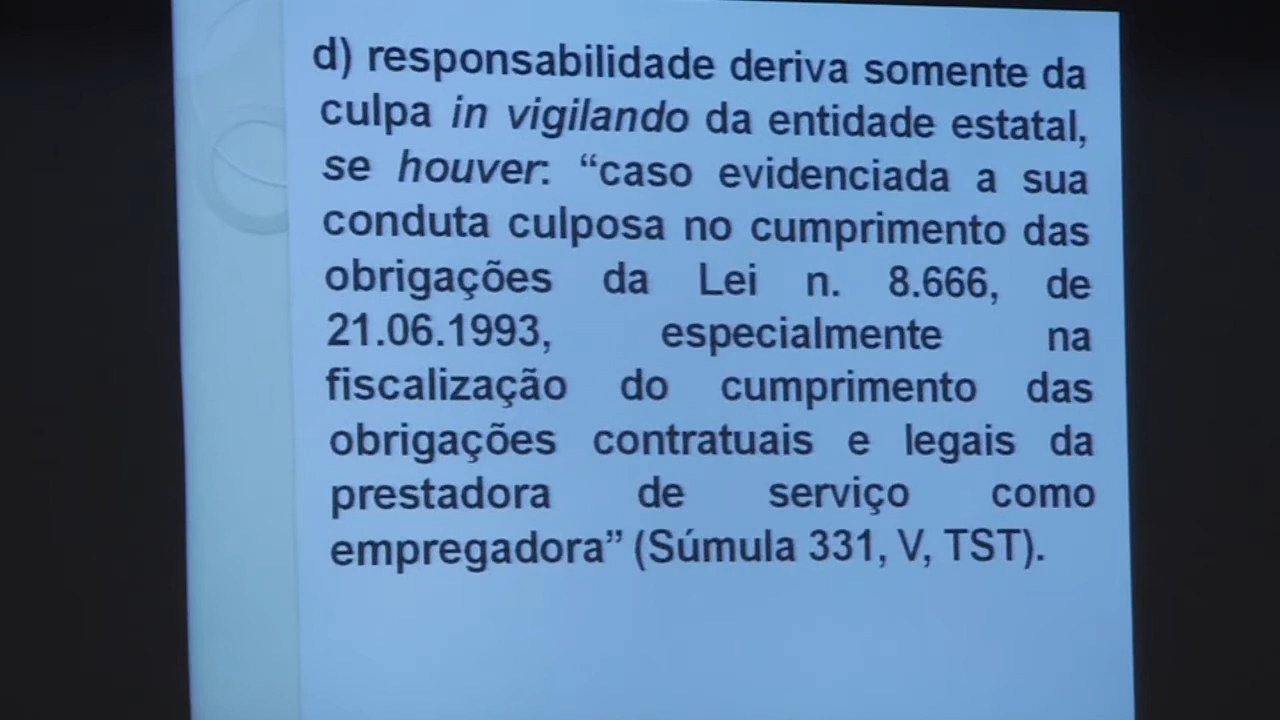 d) responsabilidade deriva somente da
culpa in vigilando da entidade estatal,
se houver: “caso evidenciada a sua
conduta culposa no cumprimento das
obrigações da Lei n. 8.666, de
21.06.1993, especialmente na
fiscalização do cumprimento das
obrigações contratuais e legais da
prestadora de serviço como
empregadora” (Súmula 331, V, TST).